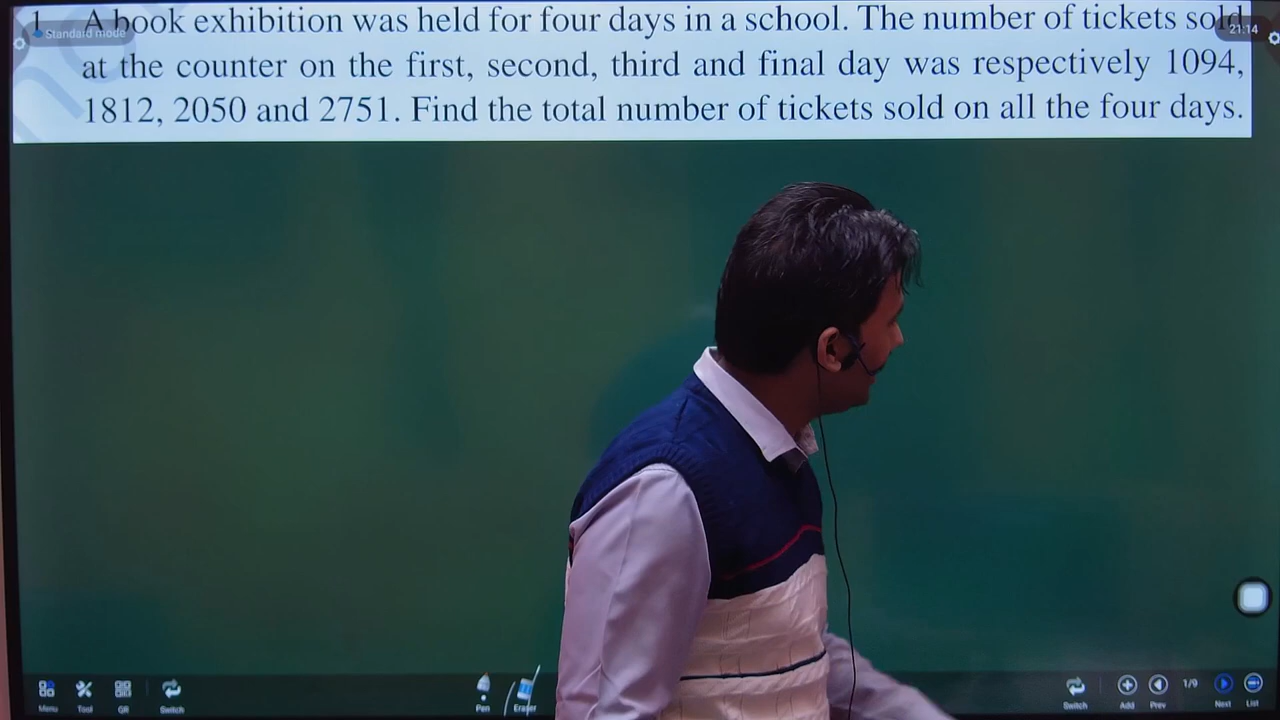 1. A book exhibition was held for four days in a school. The number of tickets sold
at the counter on the first, second, third and final day was respectively 1094,
1812, 2050 and 2751. Find the total number of tickets sold on all the four days.
Standard mode
21:14
Menu Tool QR Switch Pen Eraser Switch Add Prev 1/9 Next List